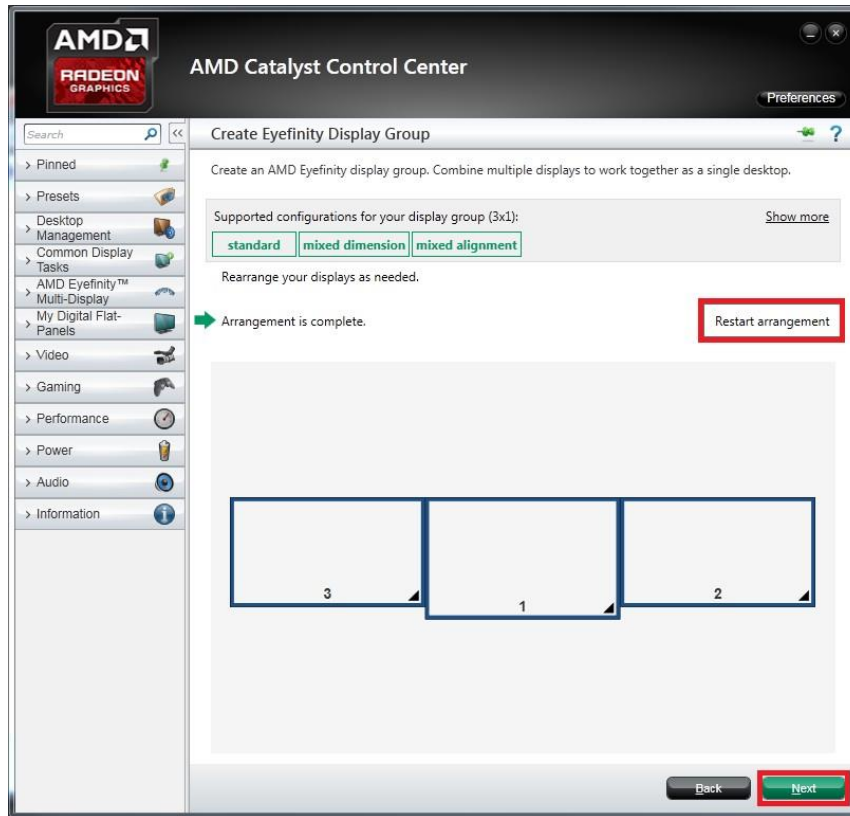 AMD
RADEON
GRAPHICS
AMD Catalyst Control Center
Preferences
Search
<<
Create Eyefinity Display Group
?
> Pinned
> Presets
> Desktop
Management
> Common Display
Tasks
> AMD Eyefinity™
Multi-Display
> My Digital Flat-
Panels
> Video
> Gaming
> Performance
> Power
> Audio
> Information
Create an AMD Eyefinity display group. Combine multiple displays to work together as a single desktop.
Supported configurations for your display group (3x1):
Show more
standard
mixed dimension
mixed alignment
Rearrange your displays as needed.
Arrangement is complete.
Restart arrangement
3
1
2
Back
Next